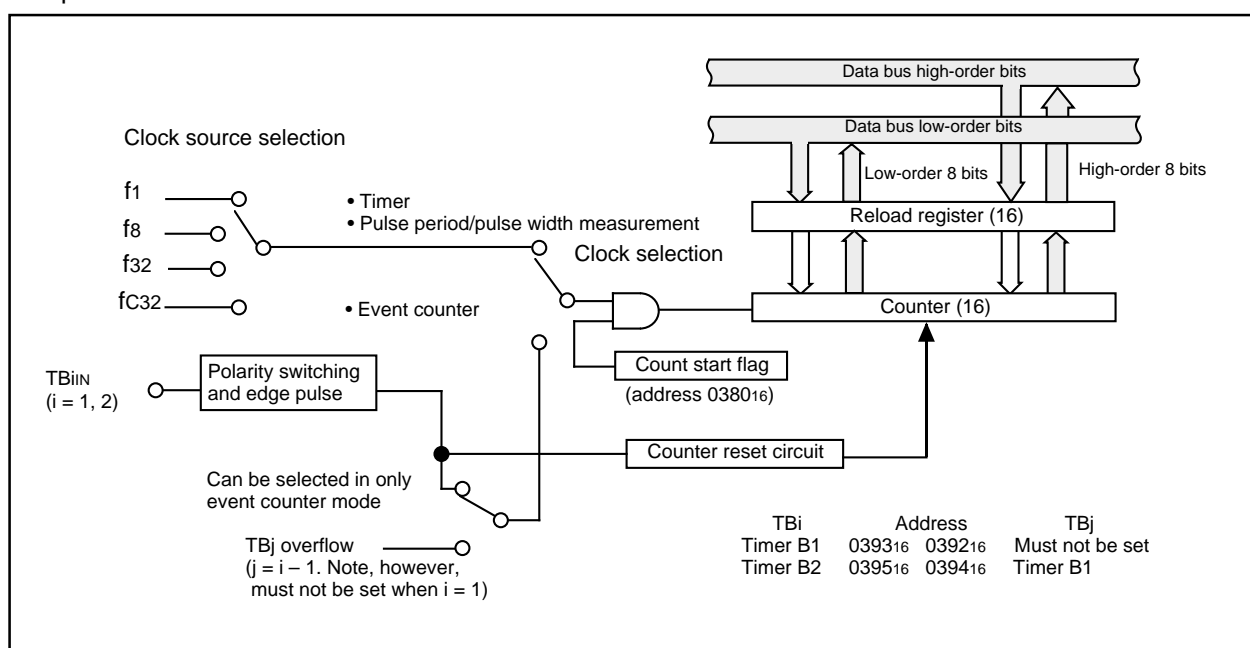 Data bus high-order bits
Data bus low-order bits
Clock source selection
Low-order 8 bits
High-order 8 bits
f1
• Timer
• Pulse period/pulse width measurement
Reload register (16)
f8
Clock selection
f32
fC32
• Event counter
Counter (16)
TBiIN
(i = 1, 2)
Polarity switching
and edge pulse
Count start flag
(address 038016)
Counter reset circuit
Can be selected in only
event counter mode
TBj overflow
(j = i – 1. Note, however,
must not be set when i = 1)
TBi Address TBj
Timer B1 039316 039216 Must not be set
Timer B2 039516 039416 Timer B1